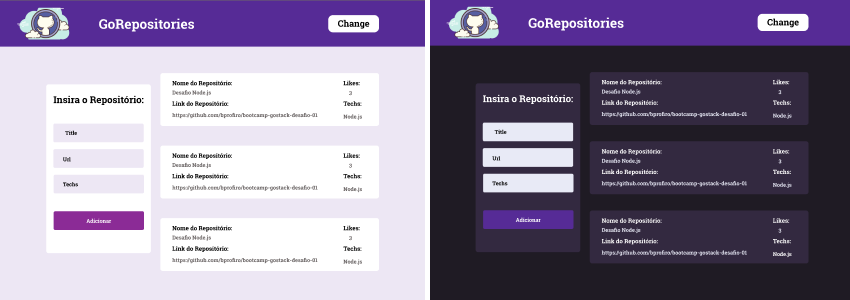 GoRepositories
Change
Insira o Repositório:
Title
Url
Techs
Adicionar
Nome do Repositório: Likes:
Desafio Node.js 3
Link do Repositório: Techs:
https://github.com/bprofiro/bootcamp-gostack-desafio-01 Node.js
Nome do Repositório: Likes:
Desafio Node.js 3
Link do Repositório: Techs:
https://github.com/bprofiro/bootcamp-gostack-desafio-01 Node.js
Nome do Repositório: Likes:
Desafio Node.js 3
Link do Repositório: Techs:
https://github.com/bprofiro/bootcamp-gostack-desafio-01 Node.js
GoRepositories
Change
Insira o Repositório:
Title
Url
Techs
Adicionar
Nome do Repositório: Likes:
Desafio Node.js 3
Link do Repositório: Techs:
https://github.com/bprofiro/bootcamp-gostack-desafio-01 Node.js
Nome do Repositório: Likes:
Desafio Node.js 3
Link do Repositório: Techs:
https://github.com/bprofiro/bootcamp-gostack-desafio-01 Node.js
Nome do Repositório: Likes:
Desafio Node.js 3
Link do Repositório: Techs:
https://github.com/bprofiro/bootcamp-gostack-desafio-01 Node.js